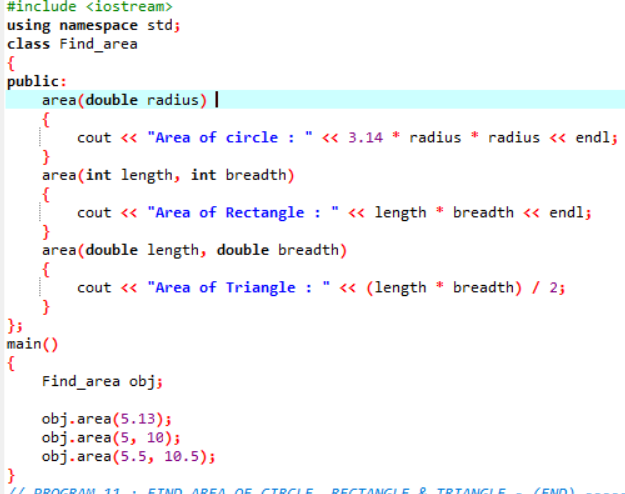 #include <iostream>
using namespace std;
class Find_area
{
public:
area(double radius)
{
cout << "Area of circle : " << 3.14 * radius * radius << endl;
}
area(int length, int breadth)
{
cout << "Area of Rectangle : " << length * breadth << endl;
}
area(double length, double breadth)
{
cout << "Area of Triangle : " << (length * breadth) / 2;
}
};
main()
{
Find_area obj;
obj.area(5.13);
obj.area(5, 10);
obj.area(5.5, 10.5);
}
// PROGRAM 11 : FIND AREA OF CIRCLE, RECTANGLE & TRIANGLE - (END) -----